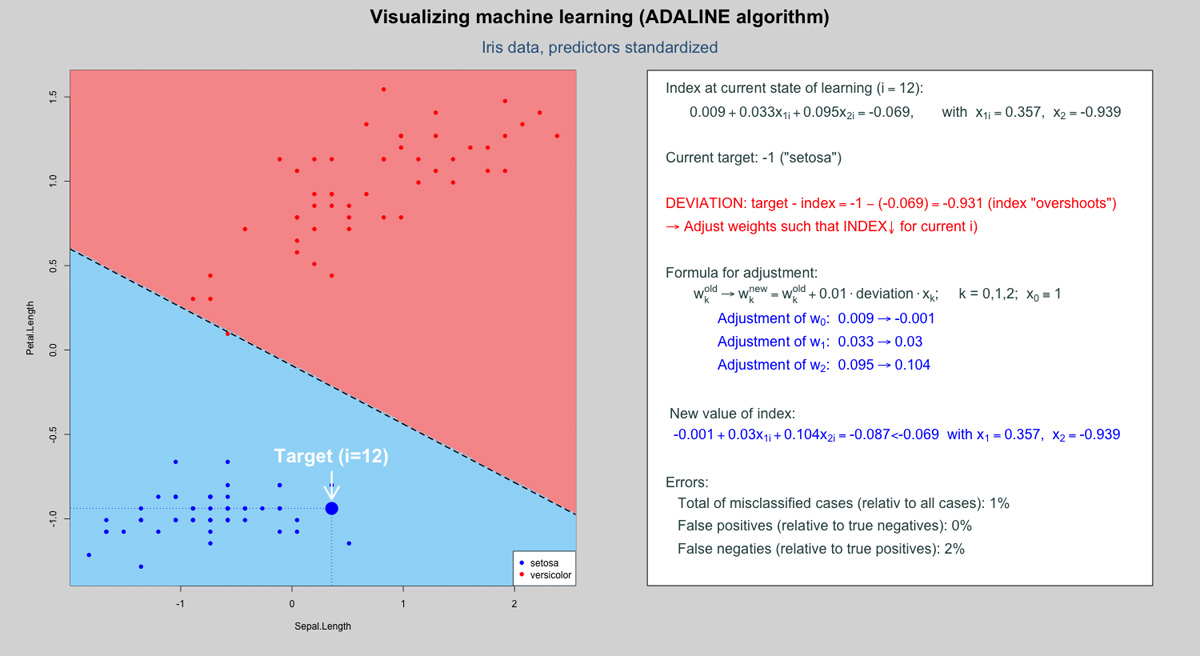 Visualizing machine learning (ADALINE algorithm)
Iris data, predictors standardized
Petal.Length
1.5
1.0
0.5
0.0
-0.5
-1.0
Target (i=12)
setosa
versicolor
-1
0
1
2
Sepal.Length
Index at current state of learning (i = 12):
0.009 + 0.033x₁ᵢ + 0.095x₂ᵢ = -0.069, with x₁ᵢ = 0.357, x₂ = -0.939
Current target: -1 ("setosa")
DEVIATION: target - index = -1 − (-0.069) = -0.931 (index "overshoots")
→ Adjust weights such that INDEX↓ for current i)
Formula for adjustment:
wₖ^old → wₖ^new = wₖ^old + 0.01 · deviation · xₖ; k = 0,1,2; x₀ ≡ 1
Adjustment of w₀: 0.009 → -0.001
Adjustment of w₁: 0.033 → 0.03
Adjustment of w₂: 0.095 → 0.104
New value of index:
-0.001 + 0.03x₁ᵢ + 0.104x₂ᵢ = -0.087<-0.069 with x₁ = 0.357, x₂ = -0.939
Errors:
Total of misclassified cases (relativ to all cases): 1%
False positives (relative to true negatives): 0%
False negaties (relative to true positives): 2%